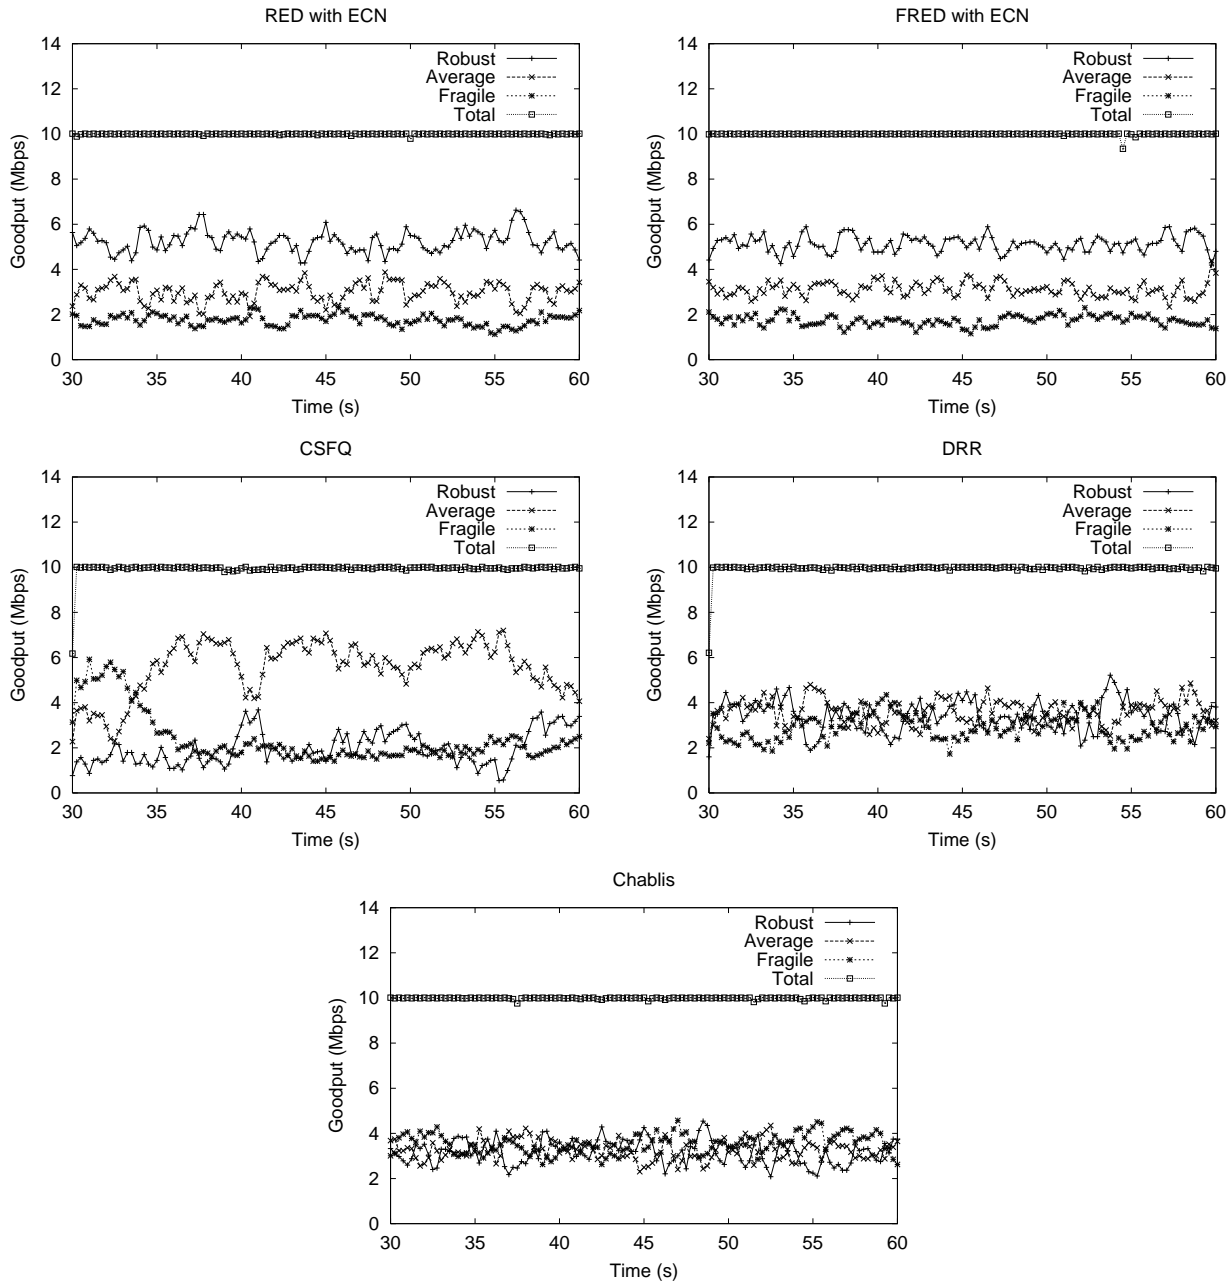 RED with ECN
14
12
10
8
6
4
2
0
30 35 40 45 50 55 60
Goodput (Mbps)
Time (s)
Robust
Average
Fragile
Total
FRED with ECN
14
12
10
8
6
4
2
0
30 35 40 45 50 55 60
Goodput (Mbps)
Time (s)
Robust
Average
Fragile
Total
CSFQ
14
12
10
8
6
4
2
0
30 35 40 45 50 55 60
Goodput (Mbps)
Time (s)
Robust
Average
Fragile
Total
DRR
14
12
10
8
6
4
2
0
30 35 40 45 50 55 60
Goodput (Mbps)
Time (s)
Robust
Average
Fragile
Total
Chablis
14
12
10
8
6
4
2
0
30 35 40 45 50 55 60
Goodput (Mbps)
Time (s)
Robust
Average
Fragile
Total